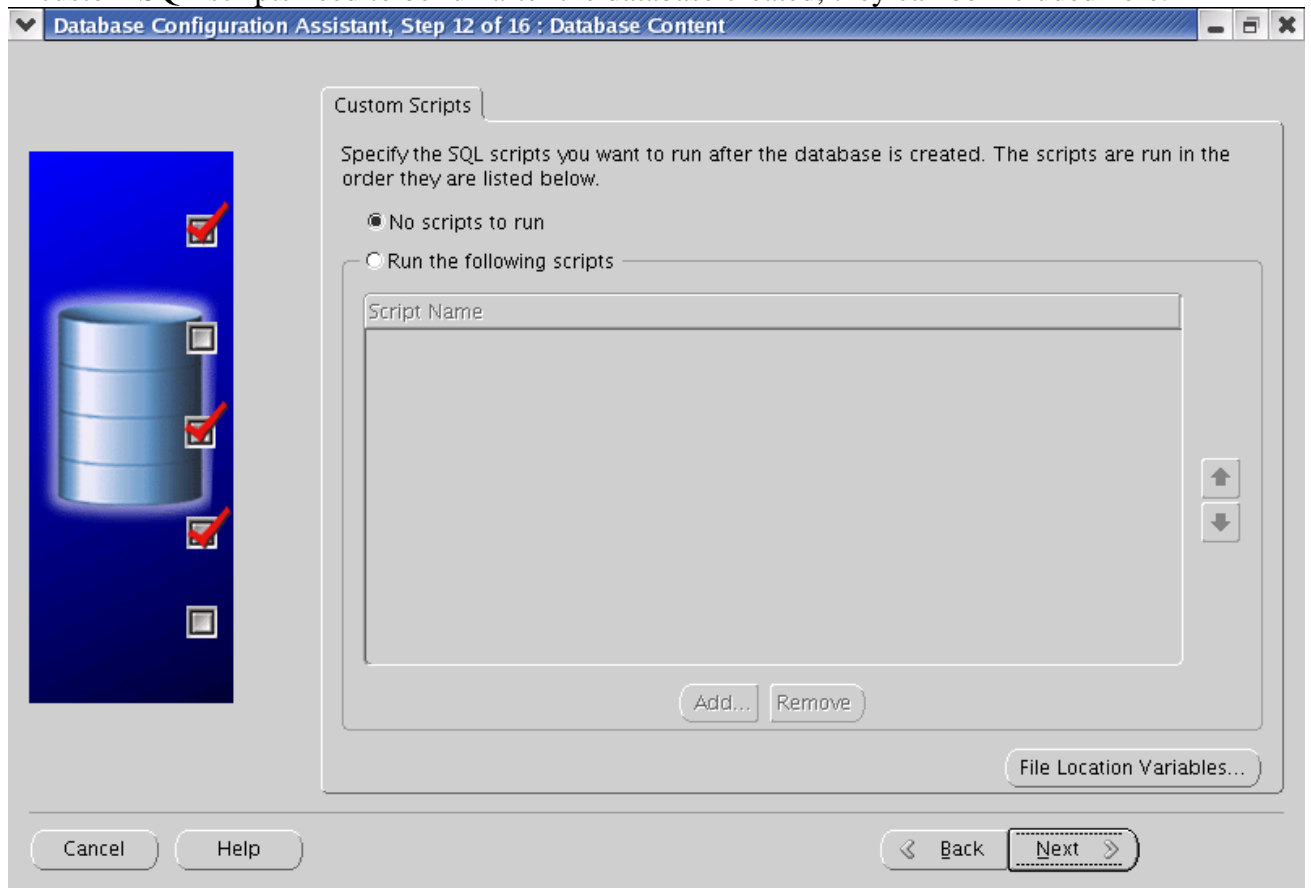 Database Configuration Assistant, Step 12 of 16 : Database Content
Custom Scripts
Specify the SQL scripts you want to run after the database is created. The scripts are run in the
order they are listed below.
No scripts to run
Run the following scripts
Script Name
Add...
Remove
File Location Variables...
Cancel
Help
Back
Next